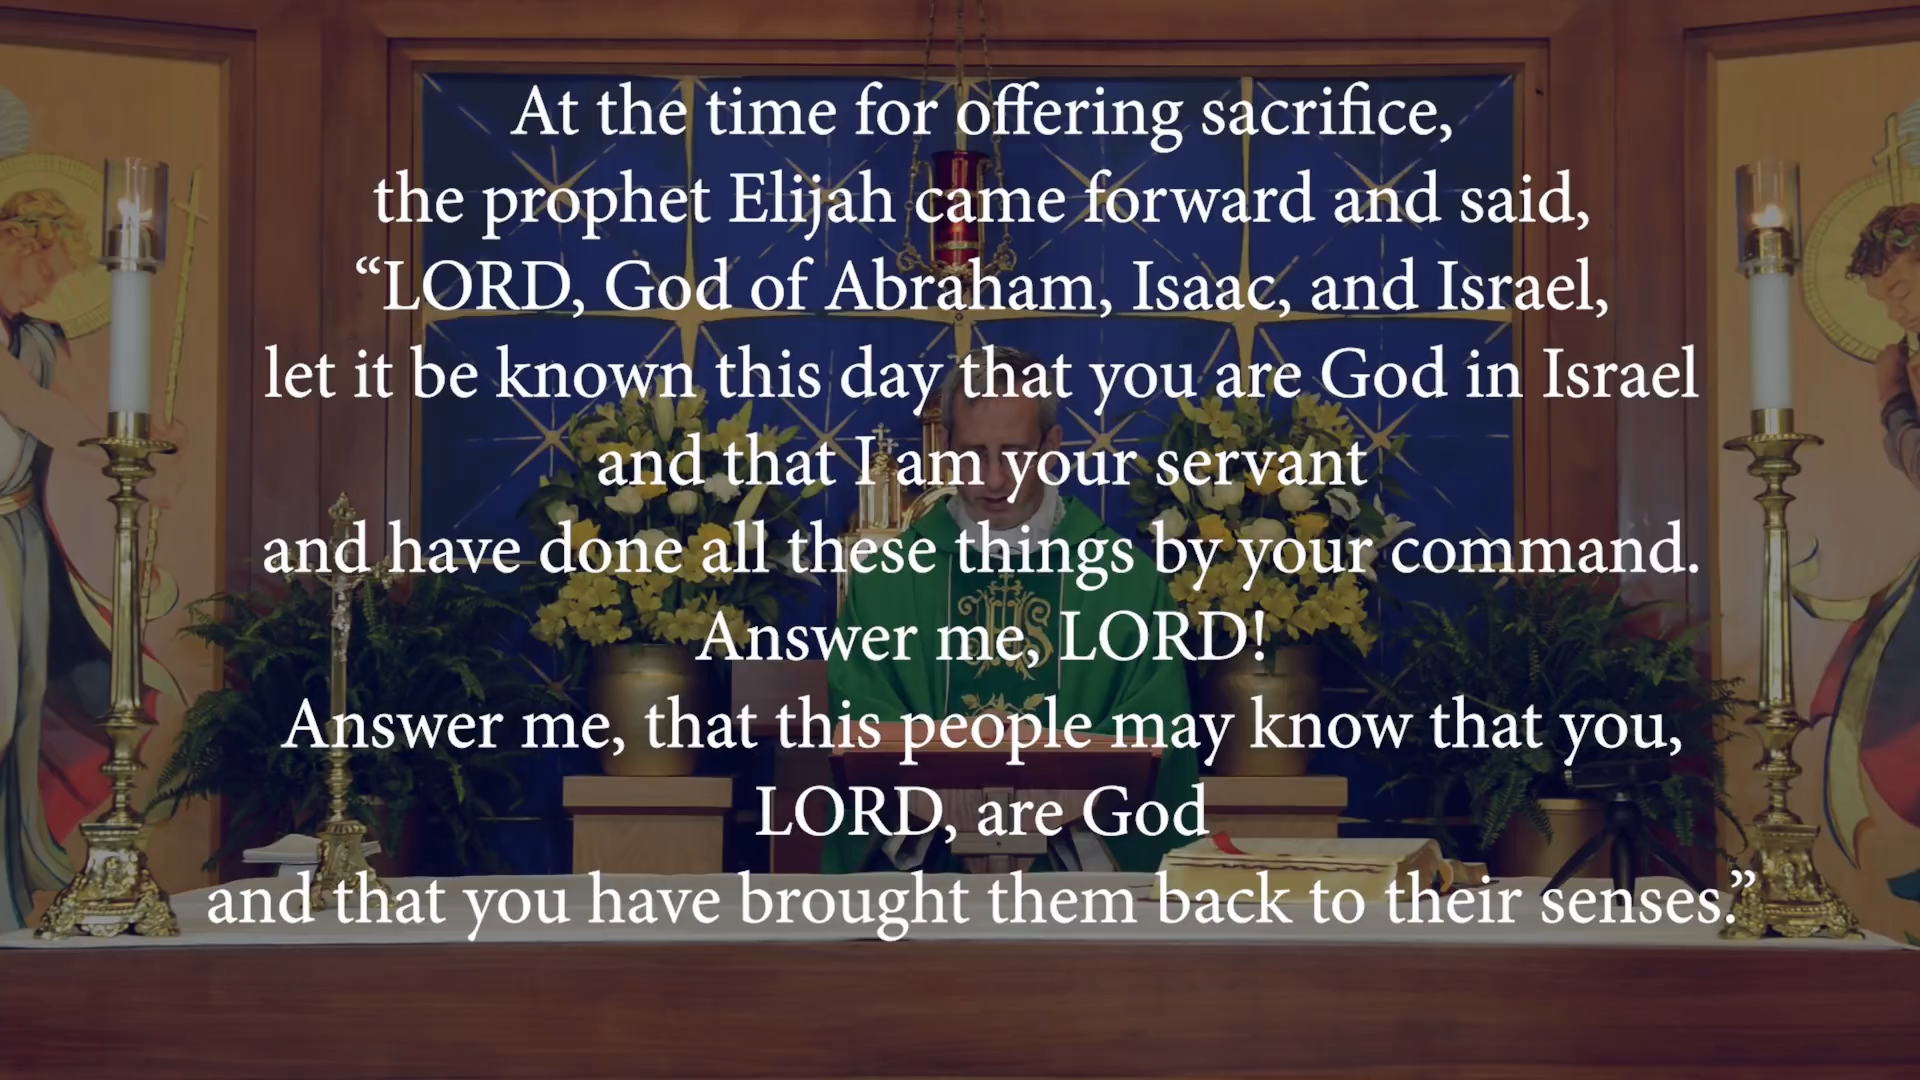 At the time for offering sacrifice,
the prophet Elijah came forward and said,
“LORD, God of Abraham, Isaac, and Israel,
let it be known this day that you are God in Israel
and that I am your servant
and have done all these things by your command.
Answer me, LORD!
Answer me, that this people may know that you,
LORD, are God
and that you have brought them back to their senses.”
IHS